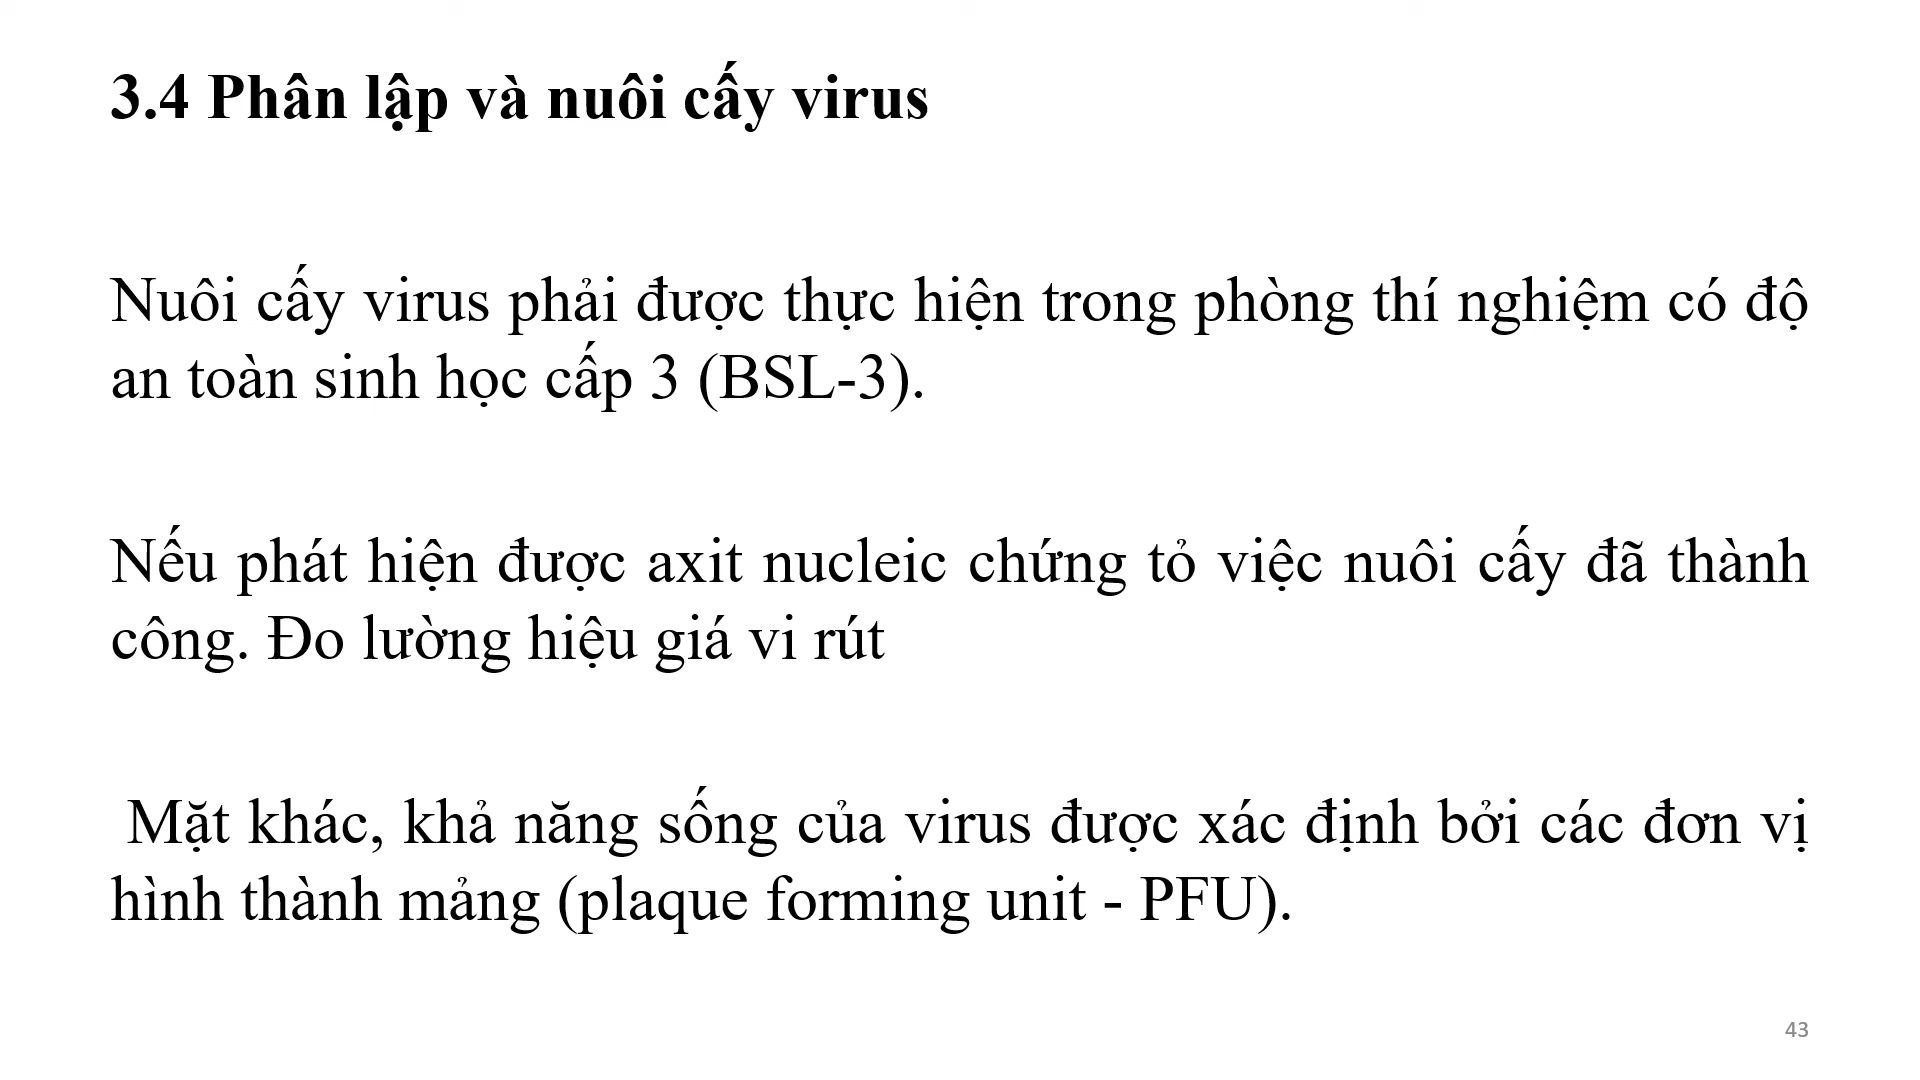 3.4 Phân lập và nuôi cấy virus
Nuôi cấy virus phải được thực hiện trong phòng thí nghiệm có độ
an toàn sinh học cấp 3 (BSL-3).
Nếu phát hiện được axit nucleic chứng tỏ việc nuôi cấy đã thành
công. Đo lường hiệu giá vi rút
Mặt khác, khả năng sống của virus được xác định bởi các đơn vị
hình thành mảng (plaque forming unit - PFU).
43